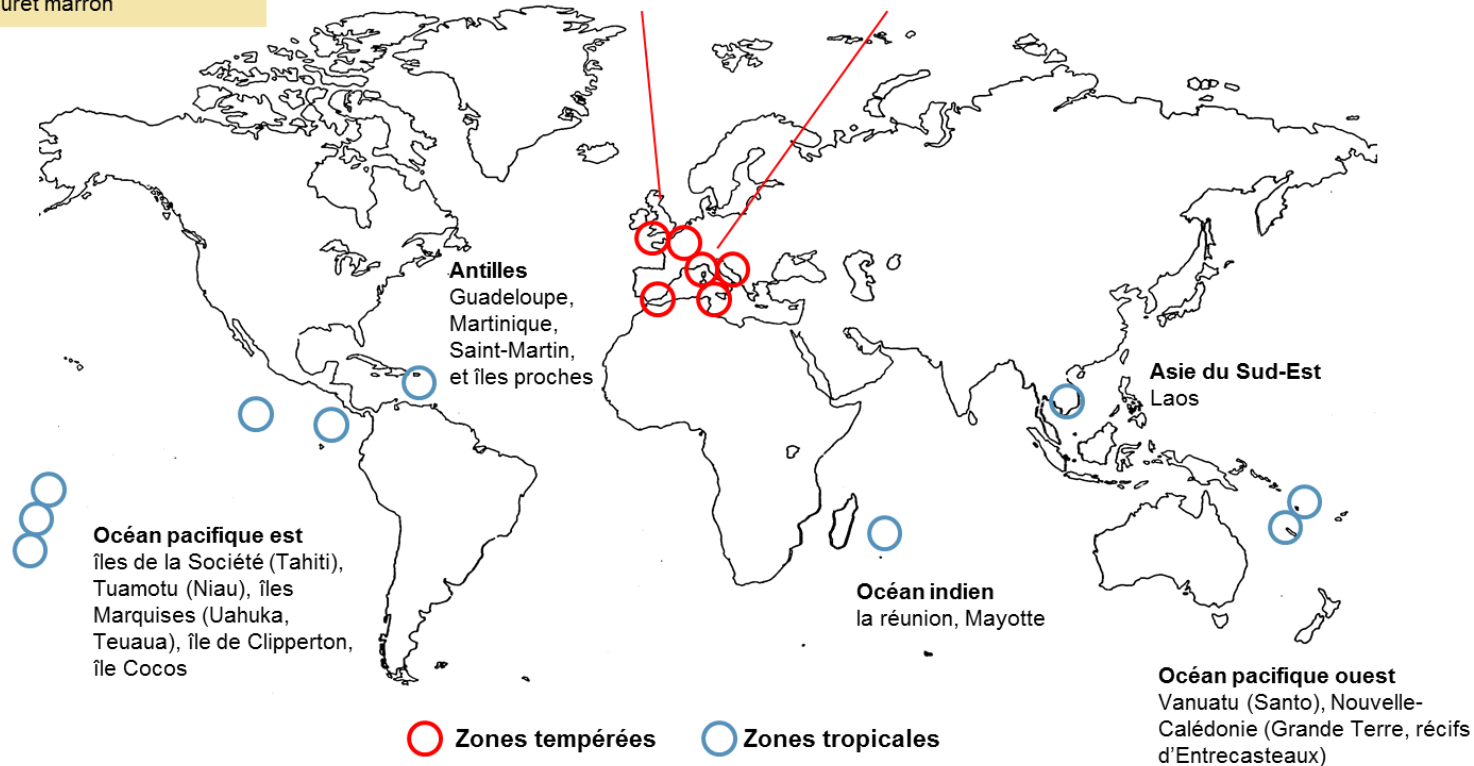 marron
Antilles
Guadeloupe,
Martinique,
Saint-Martin,
et îles proches
Asie du Sud-Est
Laos
Océan pacifique est
îles de la Société (Tahiti),
Tuamotu (Niau), îles
Marquises (Uahuka,
Teuaua), île de Clipperton,
île Cocos
Océan indien
la réunion, Mayotte
Océan pacifique ouest
Vanuatu (Santo), Nouvelle-
Calédonie (Grande Terre, récifs
d'Entrecasteaux)
Zones tempérées
Zones tropicales